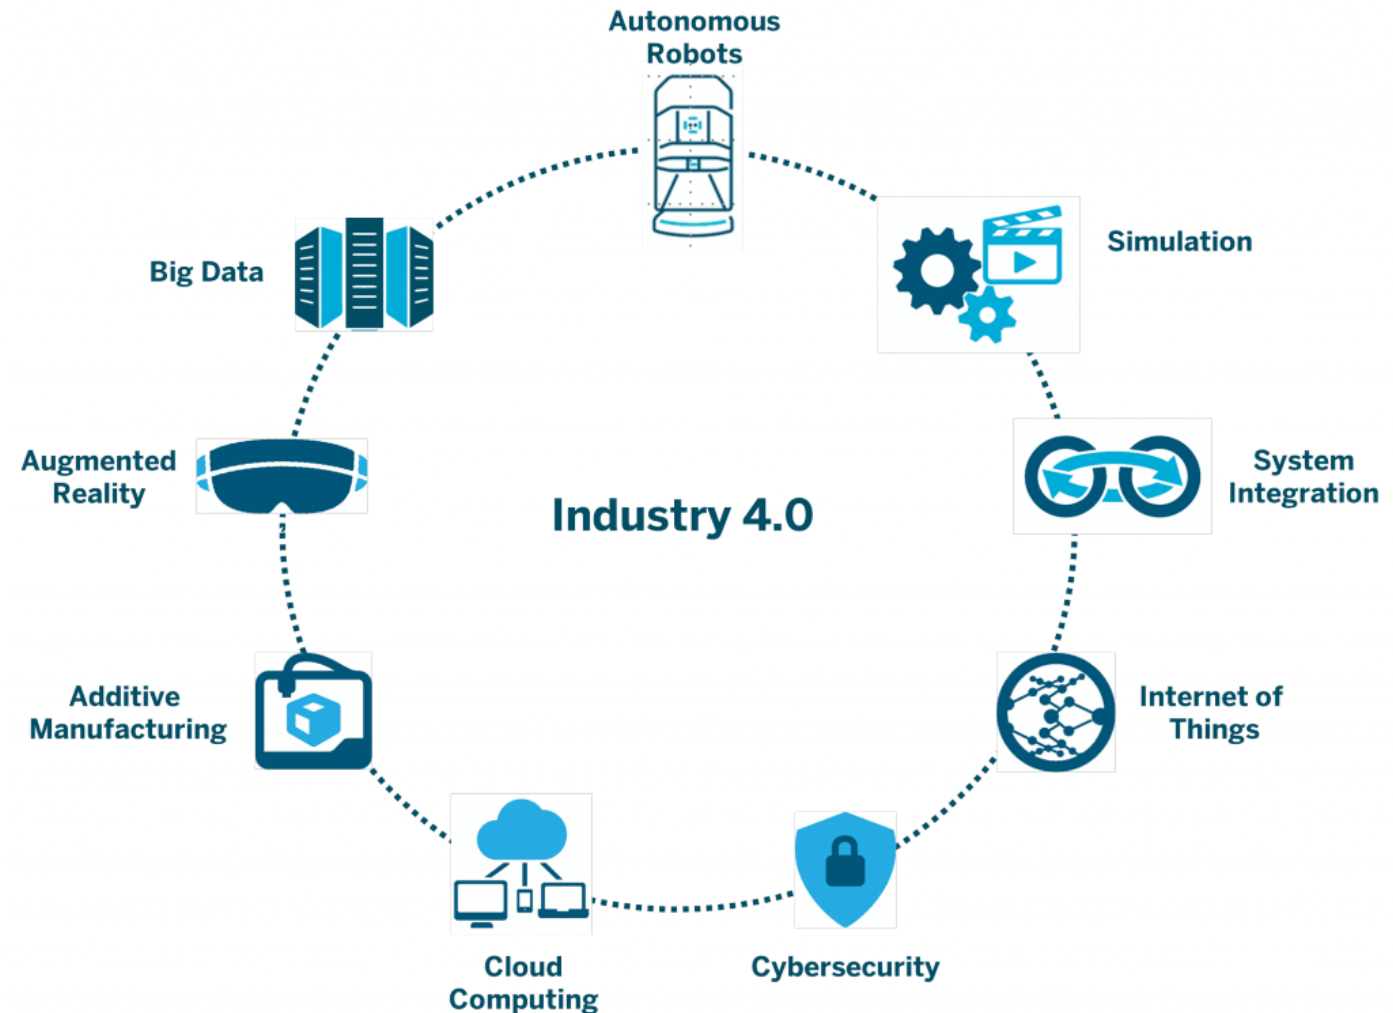 Autonomous
Robots
Simulation
Big Data
System
Integration
Augmented
Reality
Industry 4.0
Internet of
Things
Additive
Manufacturing
Cloud
Computing
Cybersecurity